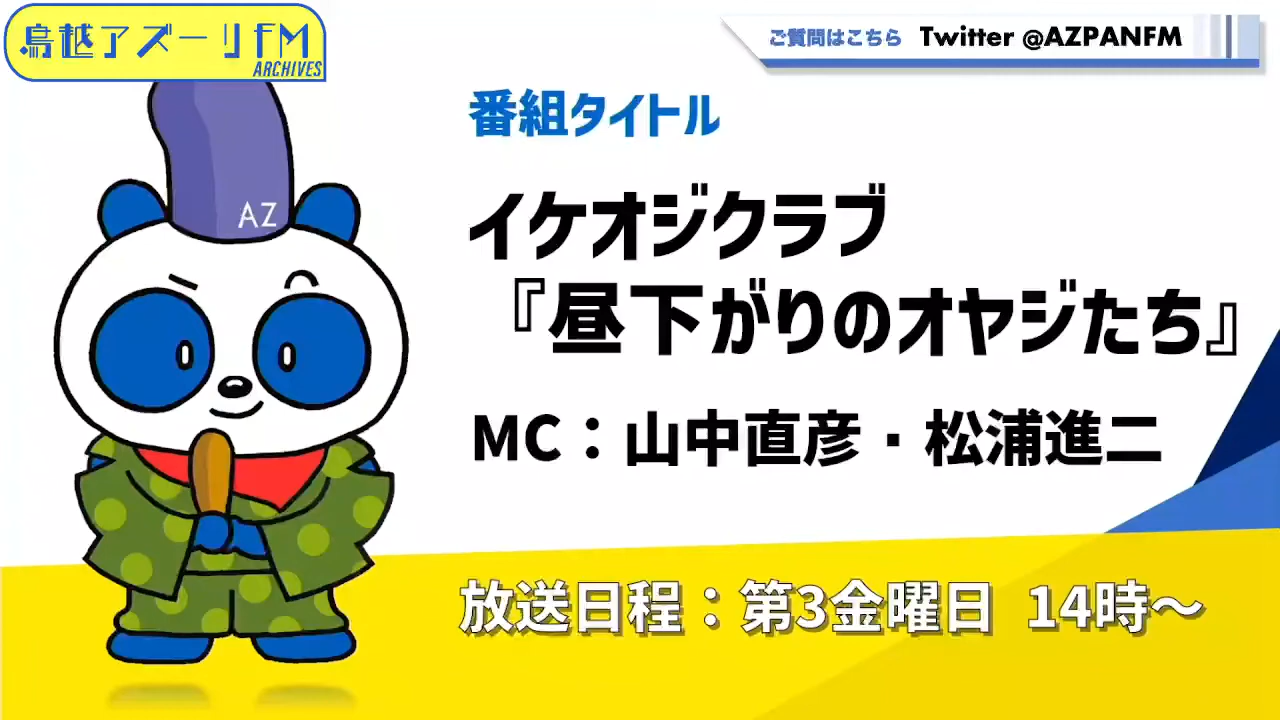 鳥越アズーリFM
ARCHIVES
ご質問はこちら Twitter @AZPANFM
番組タイトル
イケオジクラブ
『昼下がりのオヤジたち』
MC：山中直彦・松浦進二
放送日程：第3金曜日 14時～
AZ